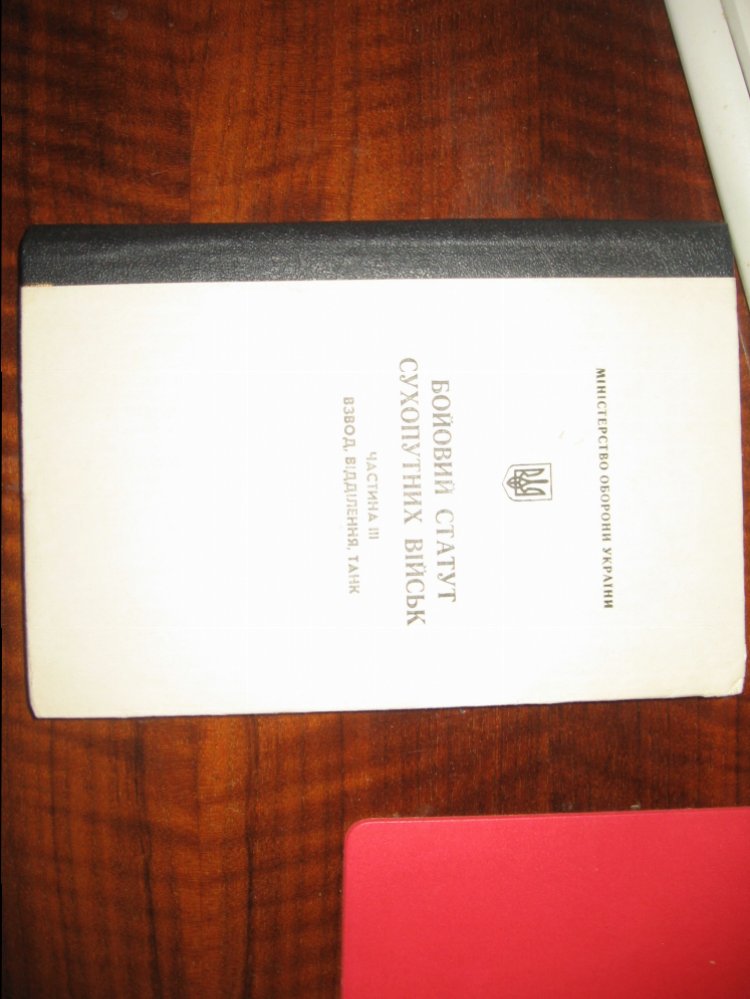 МІНІСТЕРСТВО ОБОРОНИ УКРАЇНИ
БОЙОВИЙ СТАТУТ
СУХОПУТНИХ ВІЙСЬК
ЧАСТИНА III
ВЗВОД, ВІДДІЛЕННЯ, ТАНК